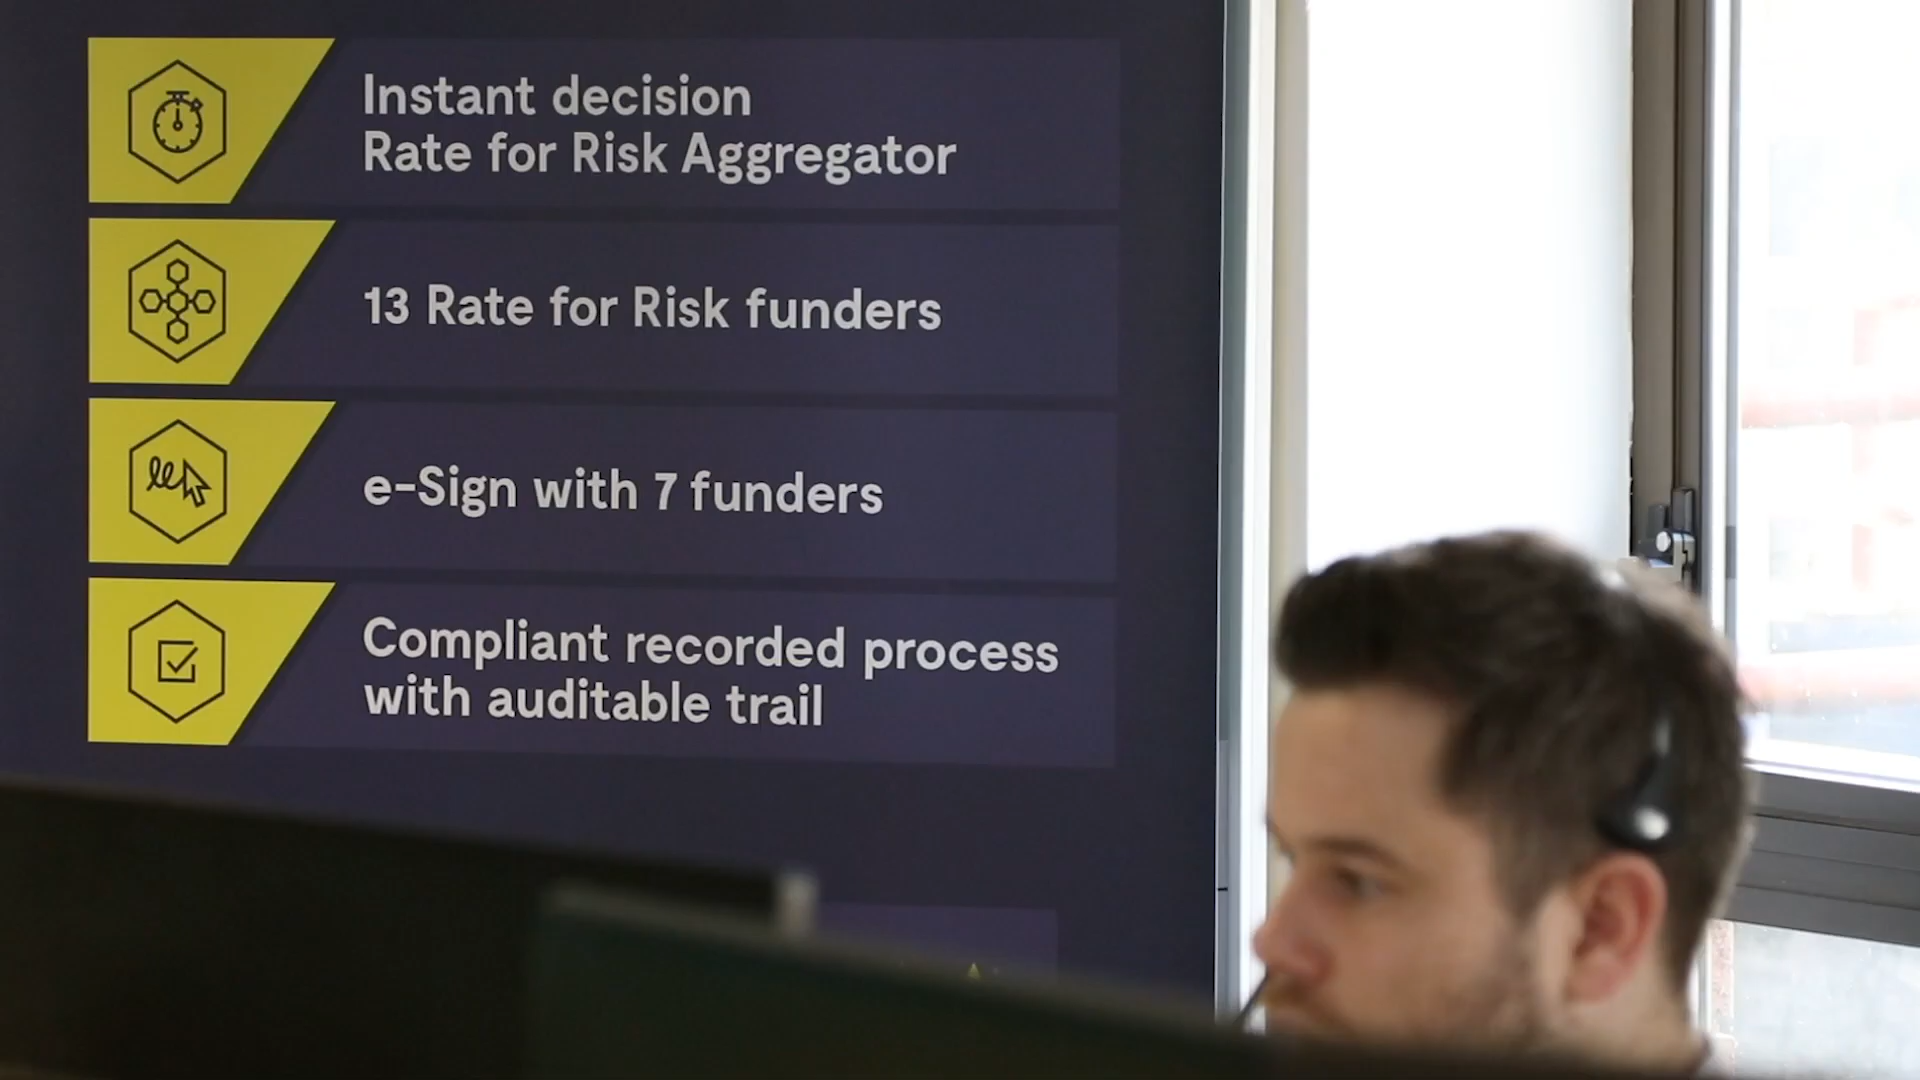 Instant decision
Rate for Risk Aggregator
13 Rate for Risk funders
e-Sign with 7 funders
Compliant recorded process
with auditable trail